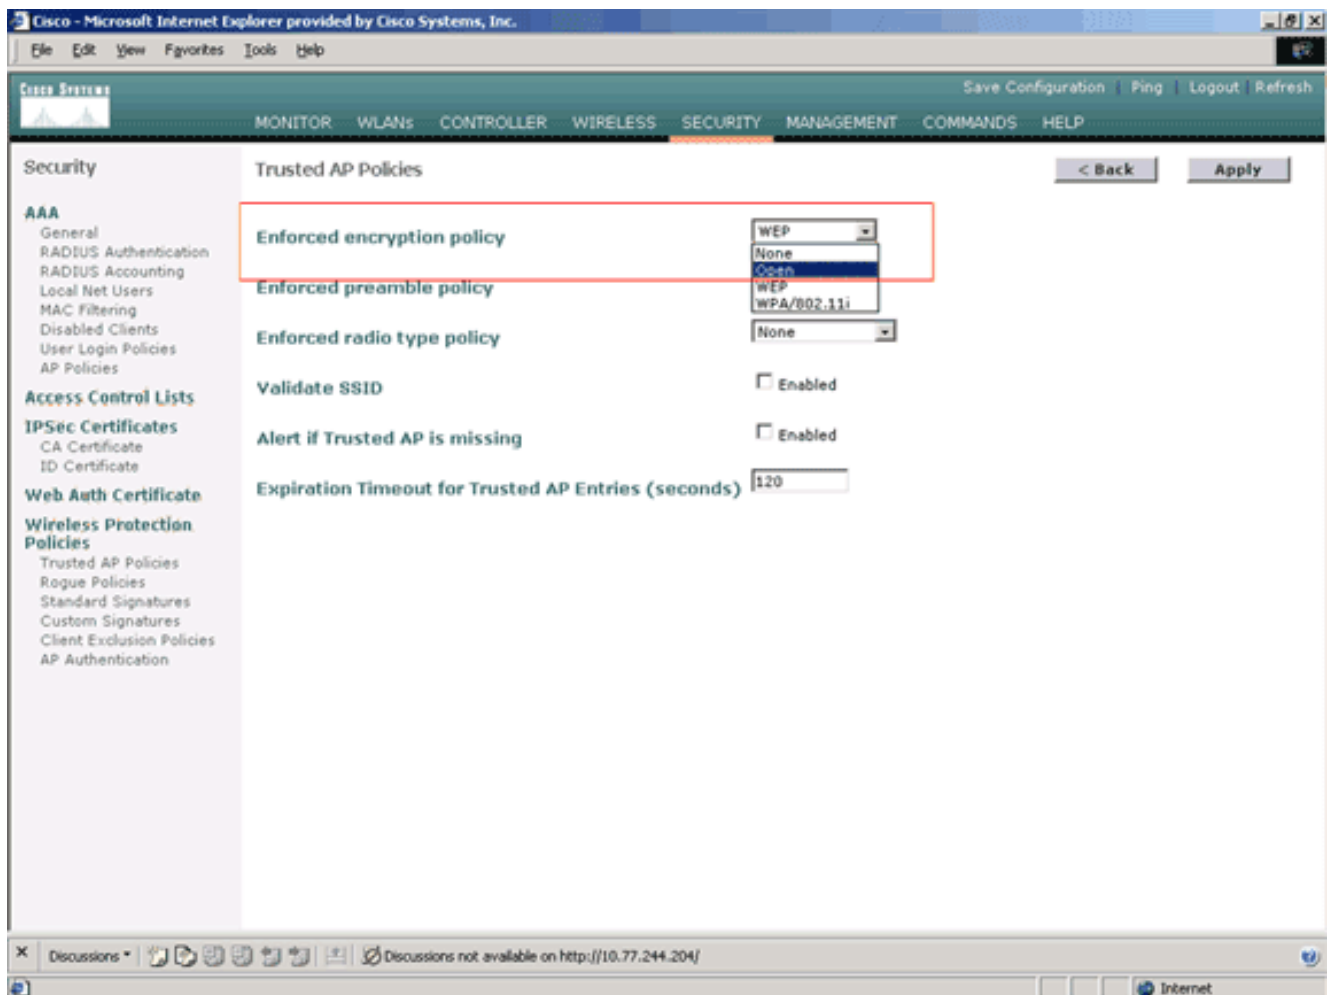 Cisco - Microsoft Internet Explorer provided by Cisco Systems, Inc.
File Edit View Favorites Tools Help
CISCO SYSTEMS
Save Configuration | Ping | Logout | Refresh
MONITOR WLANs CONTROLLER WIRELESS SECURITY MANAGEMENT COMMANDS HELP
Security
AAA
General
RADIUS Authentication
RADIUS Accounting
Local Net Users
MAC Filtering
Disabled Clients
User Login Policies
AP Policies
Access Control Lists
IPSec Certificates
CA Certificate
ID Certificate
Web Auth Certificate
Wireless Protection
Policies
Trusted AP Policies
Rogue Policies
Standard Signatures
Custom Signatures
Client Exclusion Policies
AP Authentication
Trusted AP Policies
< Back Apply
Enforced encryption policy WEP
None
Open
WEP
WPA/802.11i
Enforced preamble policy
Enforced radio type policy None
Validate SSID Enabled
Alert if Trusted AP is missing Enabled
Expiration Timeout for Trusted AP Entries (seconds) 120
Discussions Discussions not available on http://10.77.244.204/
Internet